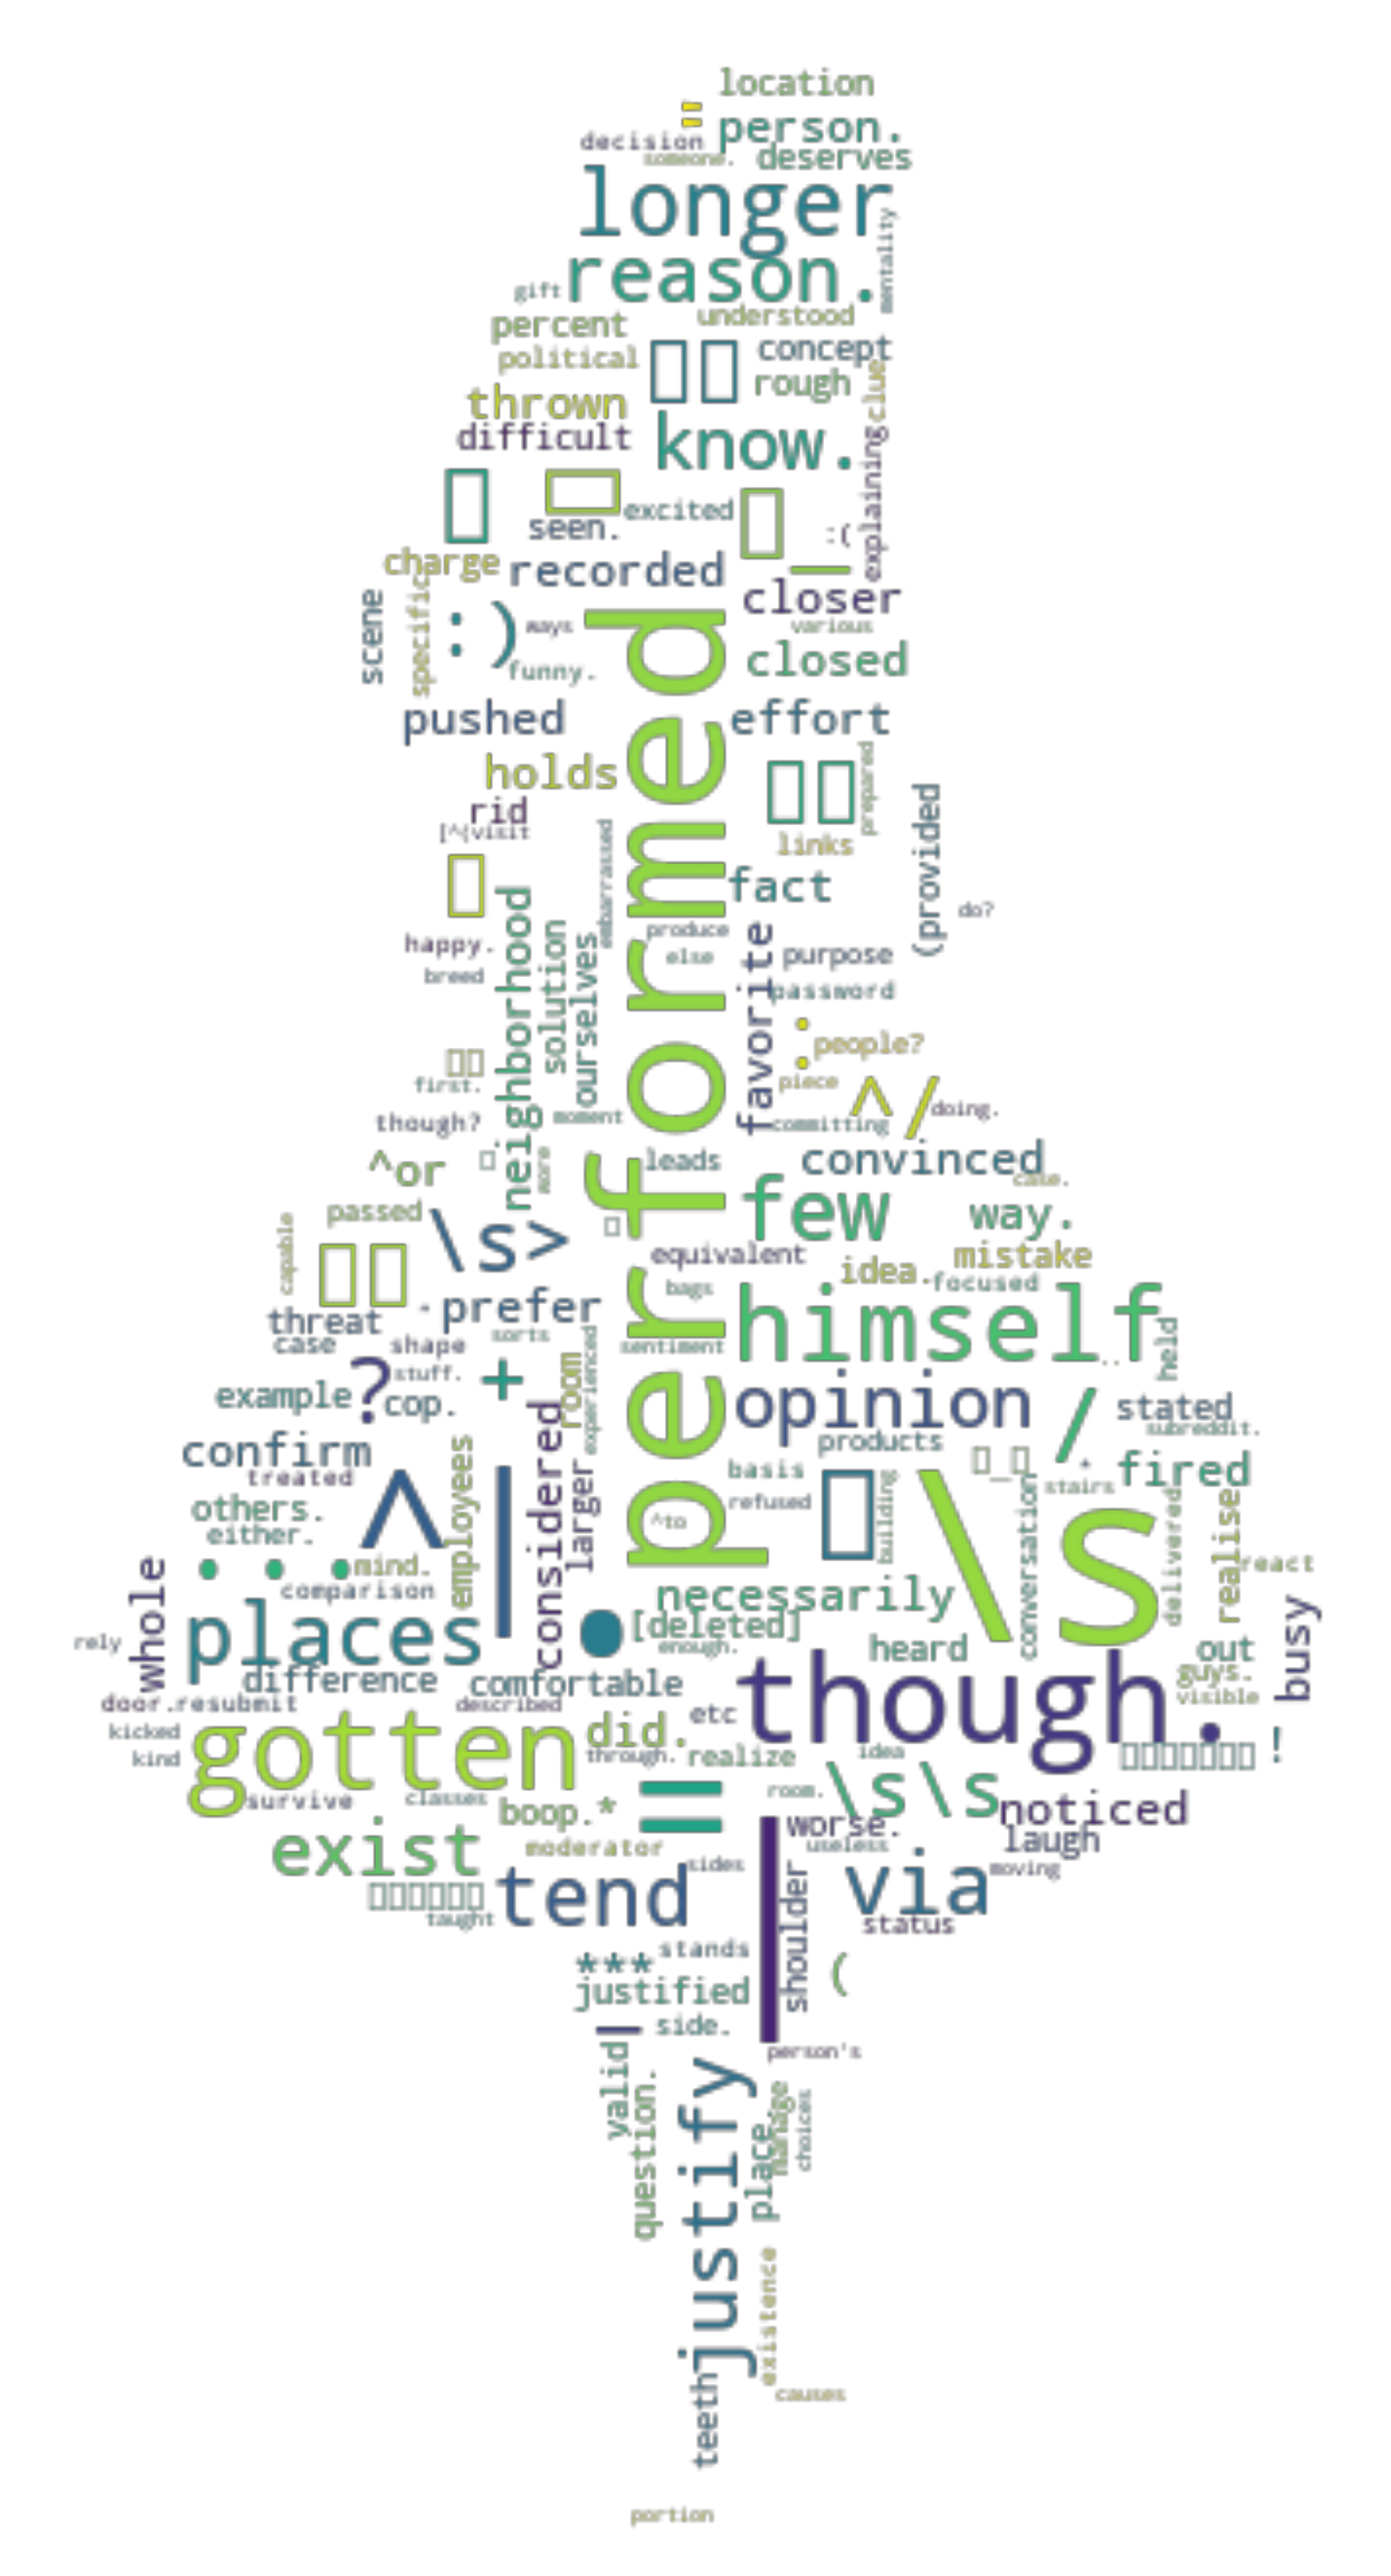 location
"
person.
decision
someone.
deserves
longer
mentality
reason.
gift
understood
percent
concept
political
rough
clue
thrown
difficult
know.
explaining
excited
seen.
:(
_
charge
recorded
closer
scene
specific
:)
ways
various
funny.
closed
performed
pushed
effort
holds
prepared
rid
[^(visit
links
(provided
embarrassed
fact
do?
neighborhood
happy.
produce
else
favorite
purpose
breed
solution
ourselves
password
:
people?
first.
piece
^/
doing.
though?
moment
committing
^or
more
leads
convinced
case.
passed
\s>
few
way.
capable
equivalent
idea.
mistake
focused
threat
-prefer
bags
himself
case
shape
sorts
sentiment
held
stuff.
+
room
experienced
example
?
cop.
opinion
/
stated
subreddit.
confirm
considered
products
treated
^|
employees
larger
basis
fired
stairs
others.
refused
building
\s
conversation
delivered
realise
either.
^to
...
mind.
react
whole
comparison
necessarily
busy
places
•
[deleted]
enough.
heard
out
rely
difference
comfortable
though.
guys.
visible
door.
resubmit
described
etc
kicked
gotten
did.
kind
through.
realize
idea
!
survive
classes
boop.*
=
room.
\s\s
noticed
worse.
exist
moderator
useless
laugh
tend
sides
|
shoulder
via
moving
taught
status
***
stands
(
justified
side.
person's
valid
question.
justify
place,
manage
choices
existence
teeth
causes
portion